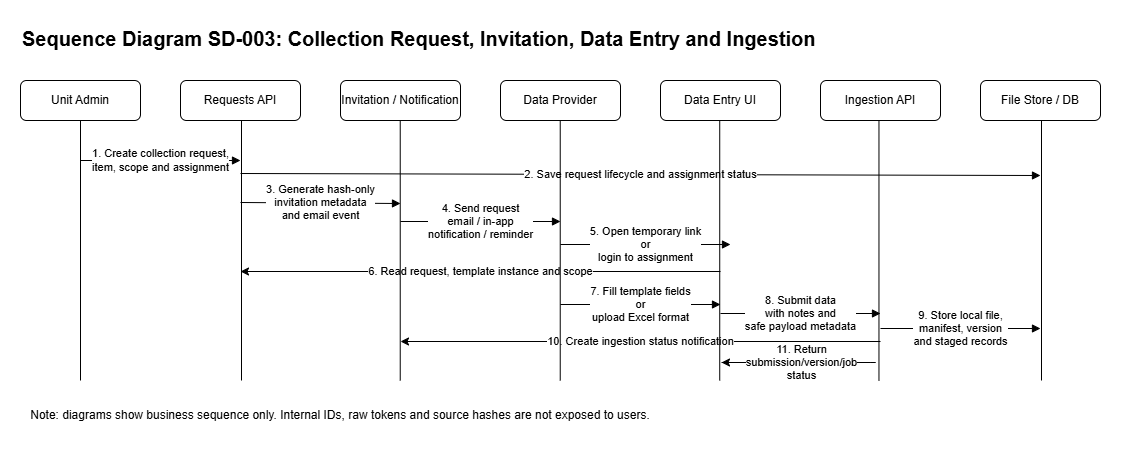 Sequence Diagram SD-003: Collection Request, Invitation, Data Entry and Ingestion
Unit Admin
Requests API
Invitation / Notification
Data Provider
Data Entry UI
Ingestion API
File Store / DB
1. Create collection request,
item, scope and assignment
2. Save request lifecycle and assignment status
3. Generate hash-only
invitation metadata
and email event
4. Send request
email / in-app
notification / reminder
5. Open temporary link
or
login to assignment
6. Read request, template instance and scope
7. Fill template fields
or
upload Excel format
8. Submit data
with notes and
safe payload metadata
9. Store local file,
manifest, version
and staged records
10. Create ingestion status notification
11. Return
submission/version/job
status
Note: diagrams show business sequence only. Internal IDs, raw tokens and source hashes are not exposed to users.